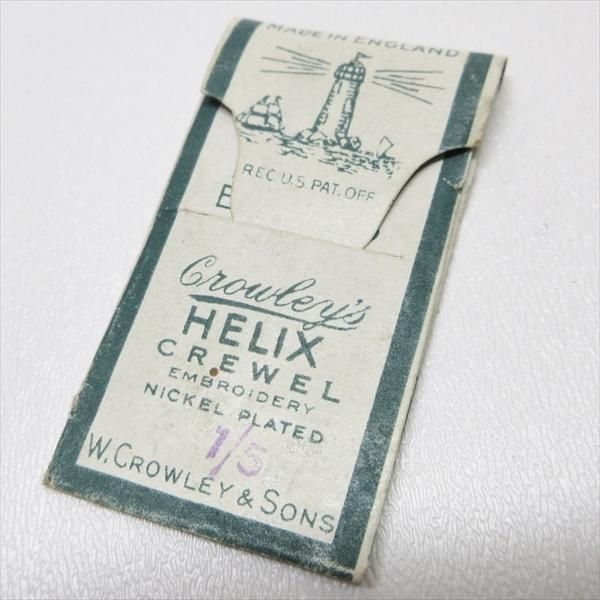 MADE IN ENGLAND
REG U.S. PAT. OFF.
E
Crowley's
HELIX
CREWEL
EMBROIDERY
NICKEL PLATED
1/5
W. CROWLEY & SONS